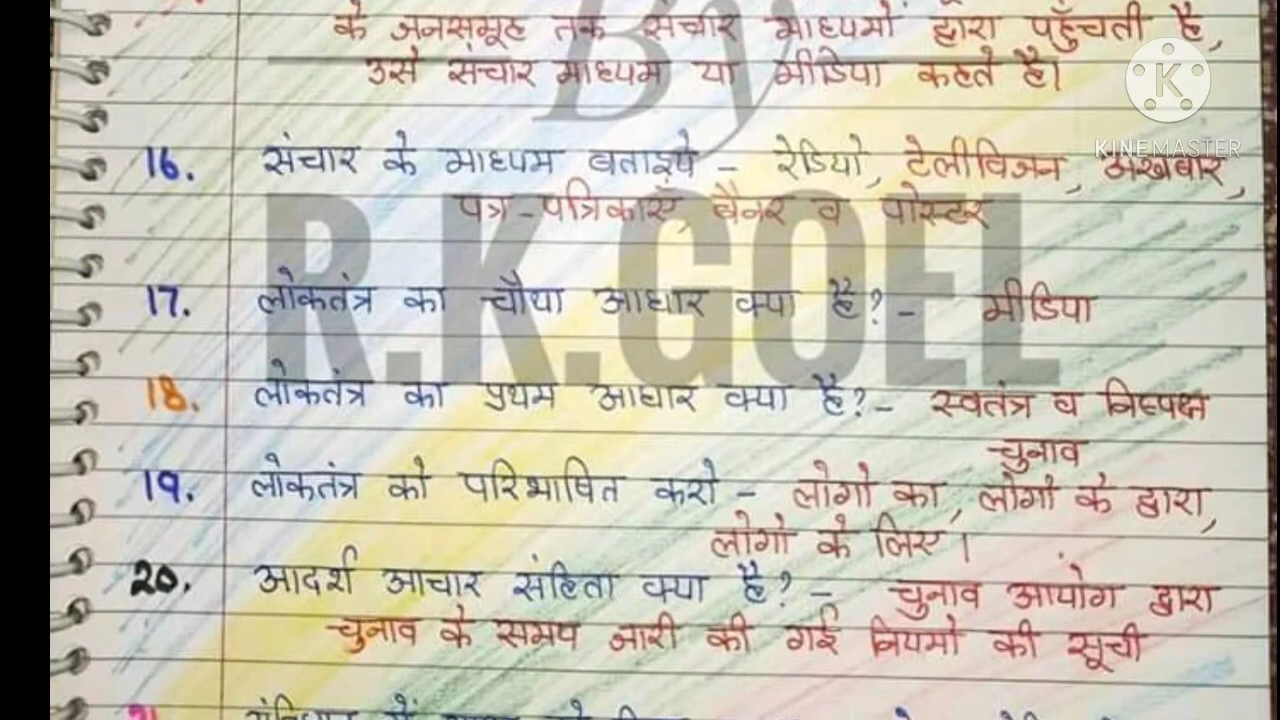 के जनसमूह तक संचार माध्यमों द्वारा पहुँचती है,
उसे संचार माध्यम या मीडिया कहते है।
By
K
KINEMASTER
16. संचार के माध्यम बताइये - रेडियो, टेलीविजन, अखबार,
पत्र-पत्रिकाएं, बैनर व पोस्टर
R.K.GOEL
17. लोकतंत्र का चौथा आधार क्या है? - मीडिया
18. लोकतंत्र का प्रथम आधार क्या है? - स्वतंत्र व निष्पक्ष
चुनाव
19. लोकतंत्र को परिभाषित करो - लोगो का, लोगो के द्वारा,
लोगो के लिए।
20. आदर्श आचार संहिता क्या है? - चुनाव आयोग द्वारा
चुनाव के समय जारी की गई नियमो की सूची
21.